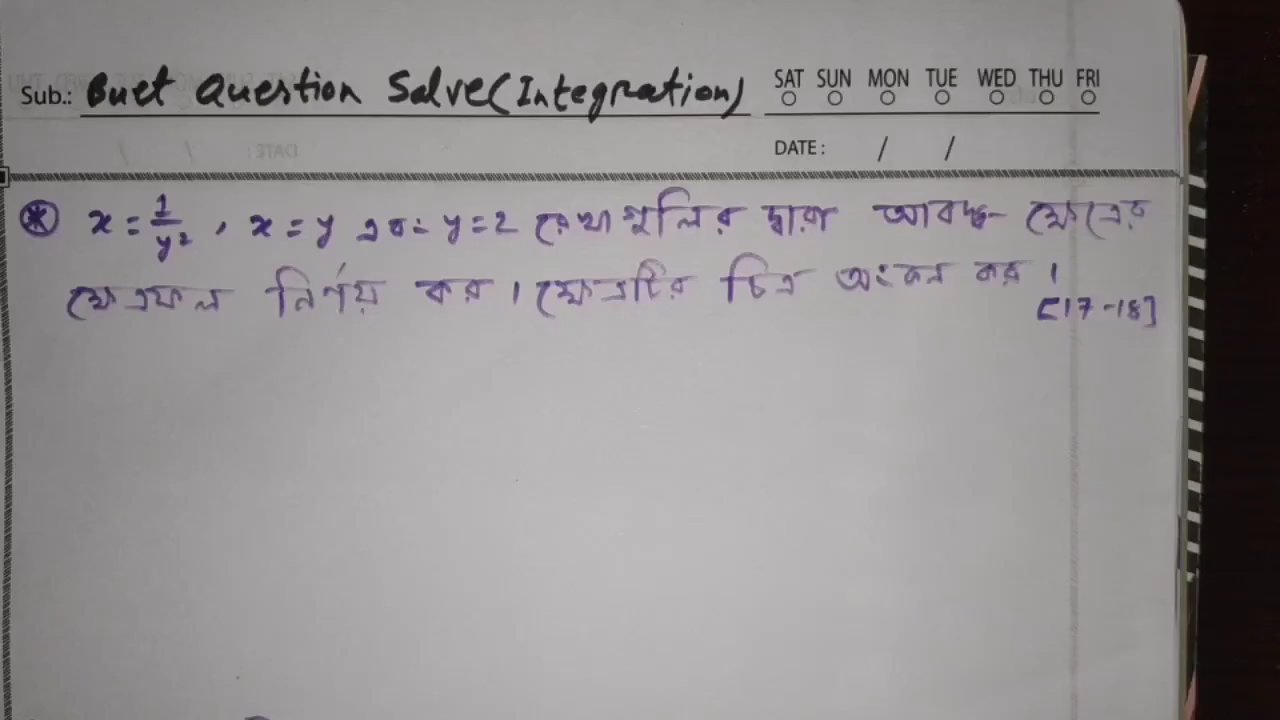 Sub.: Buet Question Salve(Integration) SAT SUN MON TUE WED THU FRI
DATE: / /
* x = 1/y², x = y এবং y = 2 রেখাগুলির দ্বারা আবদ্ধ ক্ষেত্রের
ক্ষেত্রফল নির্ণয় কর। ক্ষেত্রটির চিত্র অংকন কর।
[17-18]